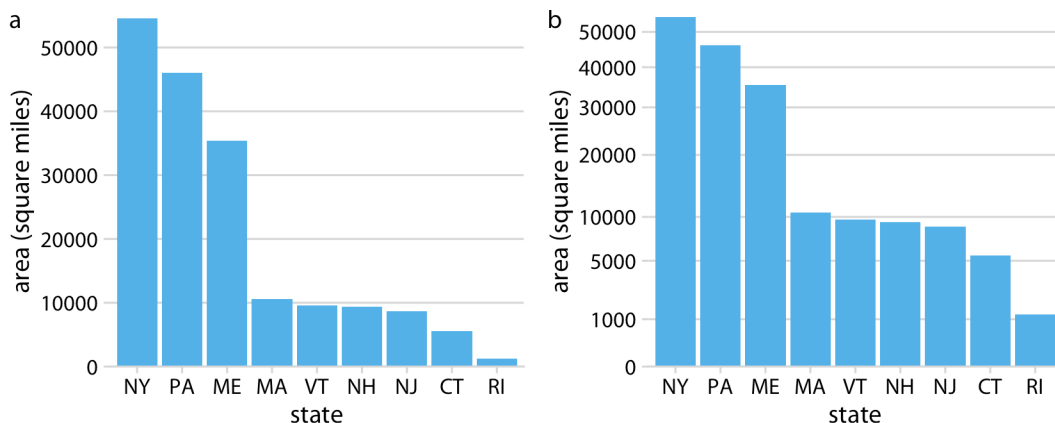 a
area (square miles)
50000
40000
30000
20000
10000
0
NY PA ME MA VT NH NJ CT RI
state
b
area (square miles)
50000
40000
30000
20000
10000
5000
1000
0
NY PA ME MA VT NH NJ CT RI
state